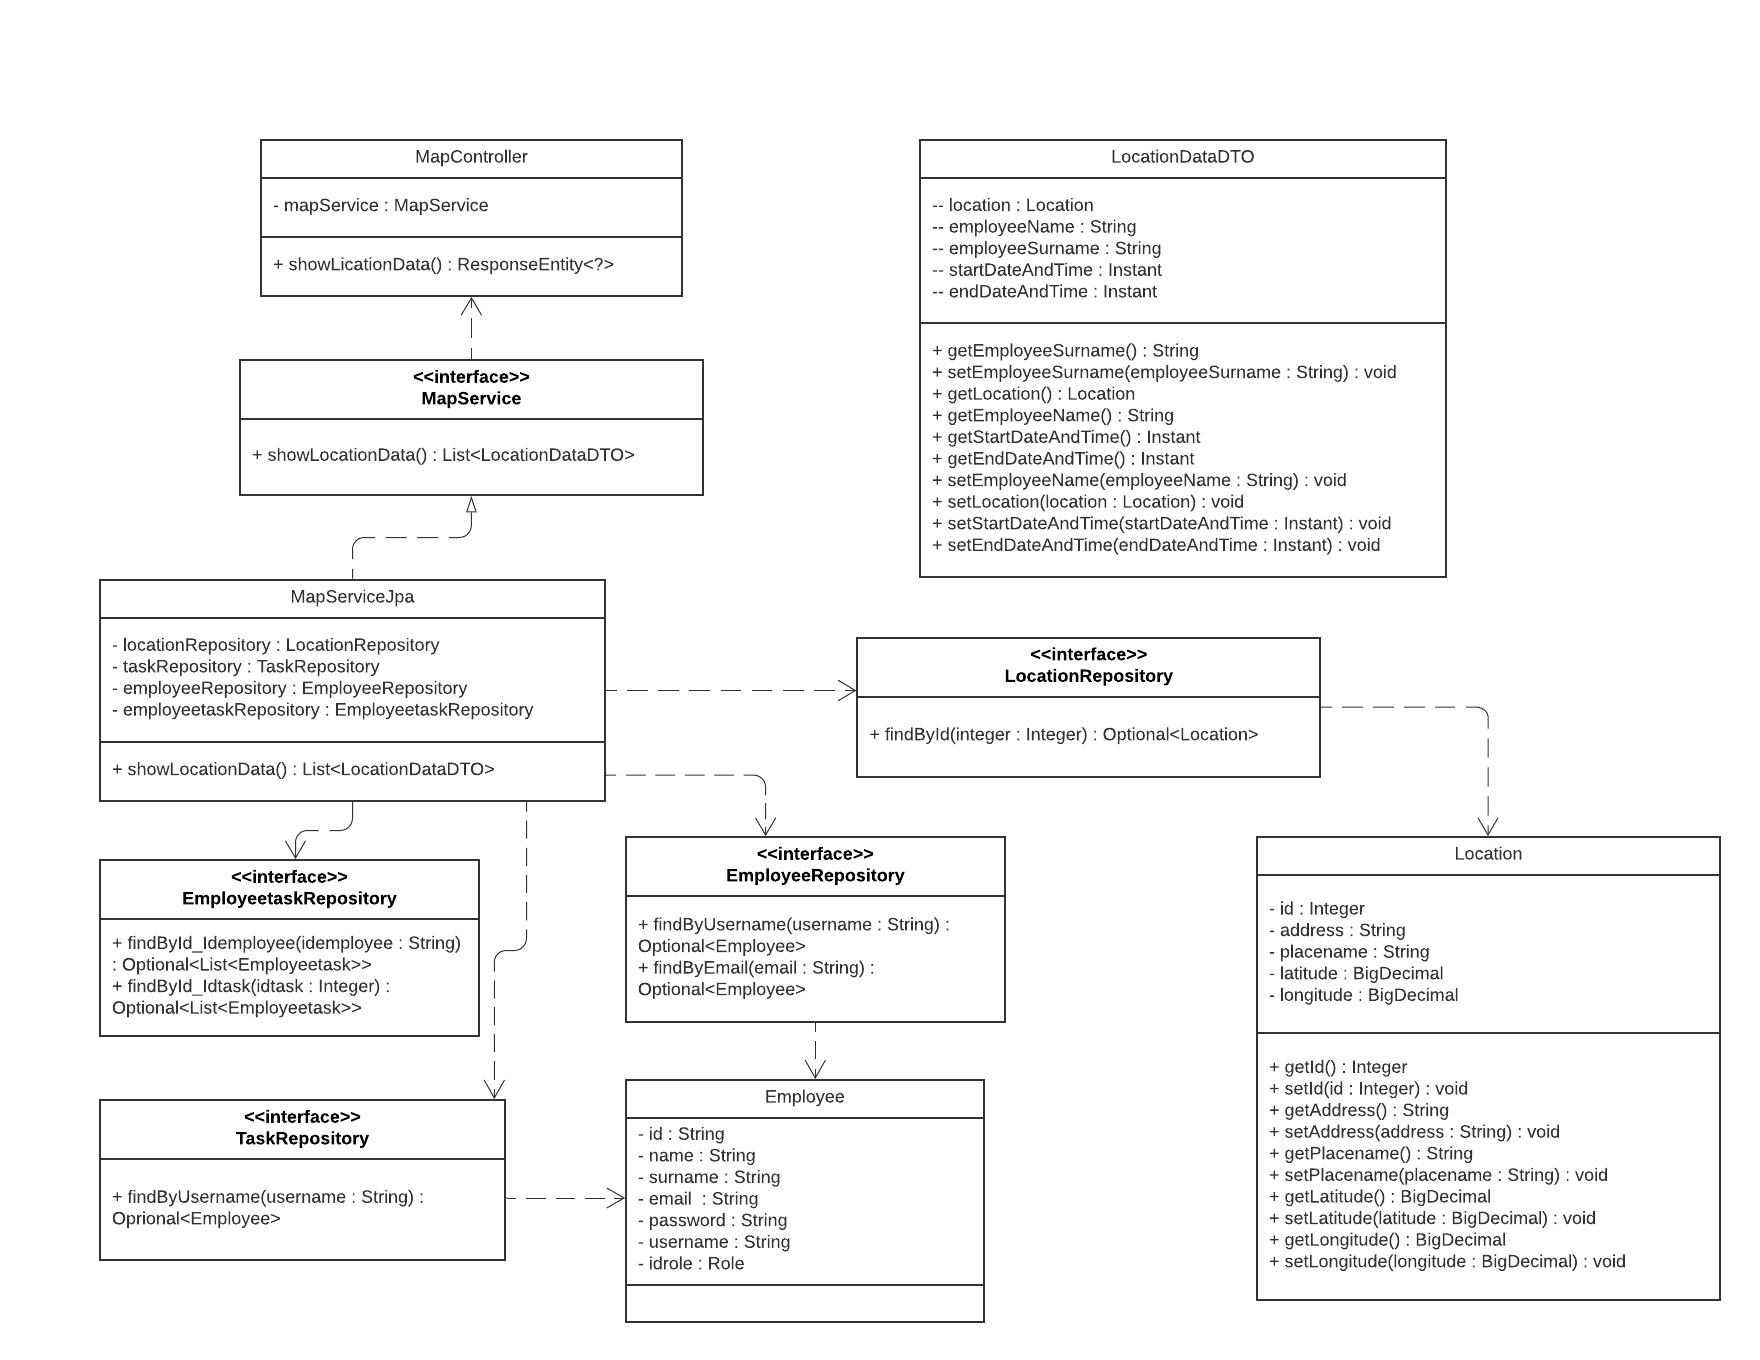 MapController
- mapService : MapService
+ showLicationData() : ResponseEntity<?>
<<interface>>
MapService
+ showLocationData() : List<LocationDataDTO>
LocationDataDTO
-- location : Location
-- employeeName : String
-- employeeSurname : String
-- startDateAndTime : Instant
-- endDateAndTime : Instant
+ getEmployeeSurname() : String
+ setEmployeeSurname(employeeSurname : String) : void
+ getLocation() : Location
+ getEmployeeName() : String
+ getStartDateAndTime() : Instant
+ getEndDateAndTime() : Instant
+ setEmployeeName(employeeName : String) : void
+ setLocation(location : Location) : void
+ setStartDateAndTime(startDateAndTime : Instant) : void
+ setEndDateAndTime(endDateAndTime : Instant) : void
MapServiceJpa
- locationRepository : LocationRepository
- taskRepository : TaskRepository
- employeeRepository : EmployeeRepository
- employeetaskRepository : EmployeetaskRepository
+ showLocationData() : List<LocationDataDTO>
<<interface>>
LocationRepository
+ findById(integer : Integer) : Optional<Location>
<<interface>>
EmployeetaskRepository
+ findById_Idemployee(idemployee : String)
: Optional<List<Employeetask>>
+ findById_Idtask(idtask : Integer) :
Optional<List<Employeetask>>
<<interface>>
EmployeeRepository
+ findByUsername(username : String) :
Optional<Employee>
+ findByEmail(email : String) :
Optional<Employee>
Location
- id : Integer
- address : String
- placename : String
- latitude : BigDecimal
- longitude : BigDecimal
+ getId() : Integer
+ setId(id : Integer) : void
+ getAddress() : String
+ setAddress(address : String) : void
+ getPlacename() : String
+ setPlacename(placename : String) : void
+ getLatitude() : BigDecimal
+ setLatitude(latitude : BigDecimal) : void
+ getLongitude() : BigDecimal
+ setLongitude(longitude : BigDecimal) : void
<<interface>>
TaskRepository
+ findByUsername(username : String) :
Oprional<Employee>
Employee
- id : String
- name : String
- surname : String
- email  : String
- password : String
- username : String
- idrole : Role